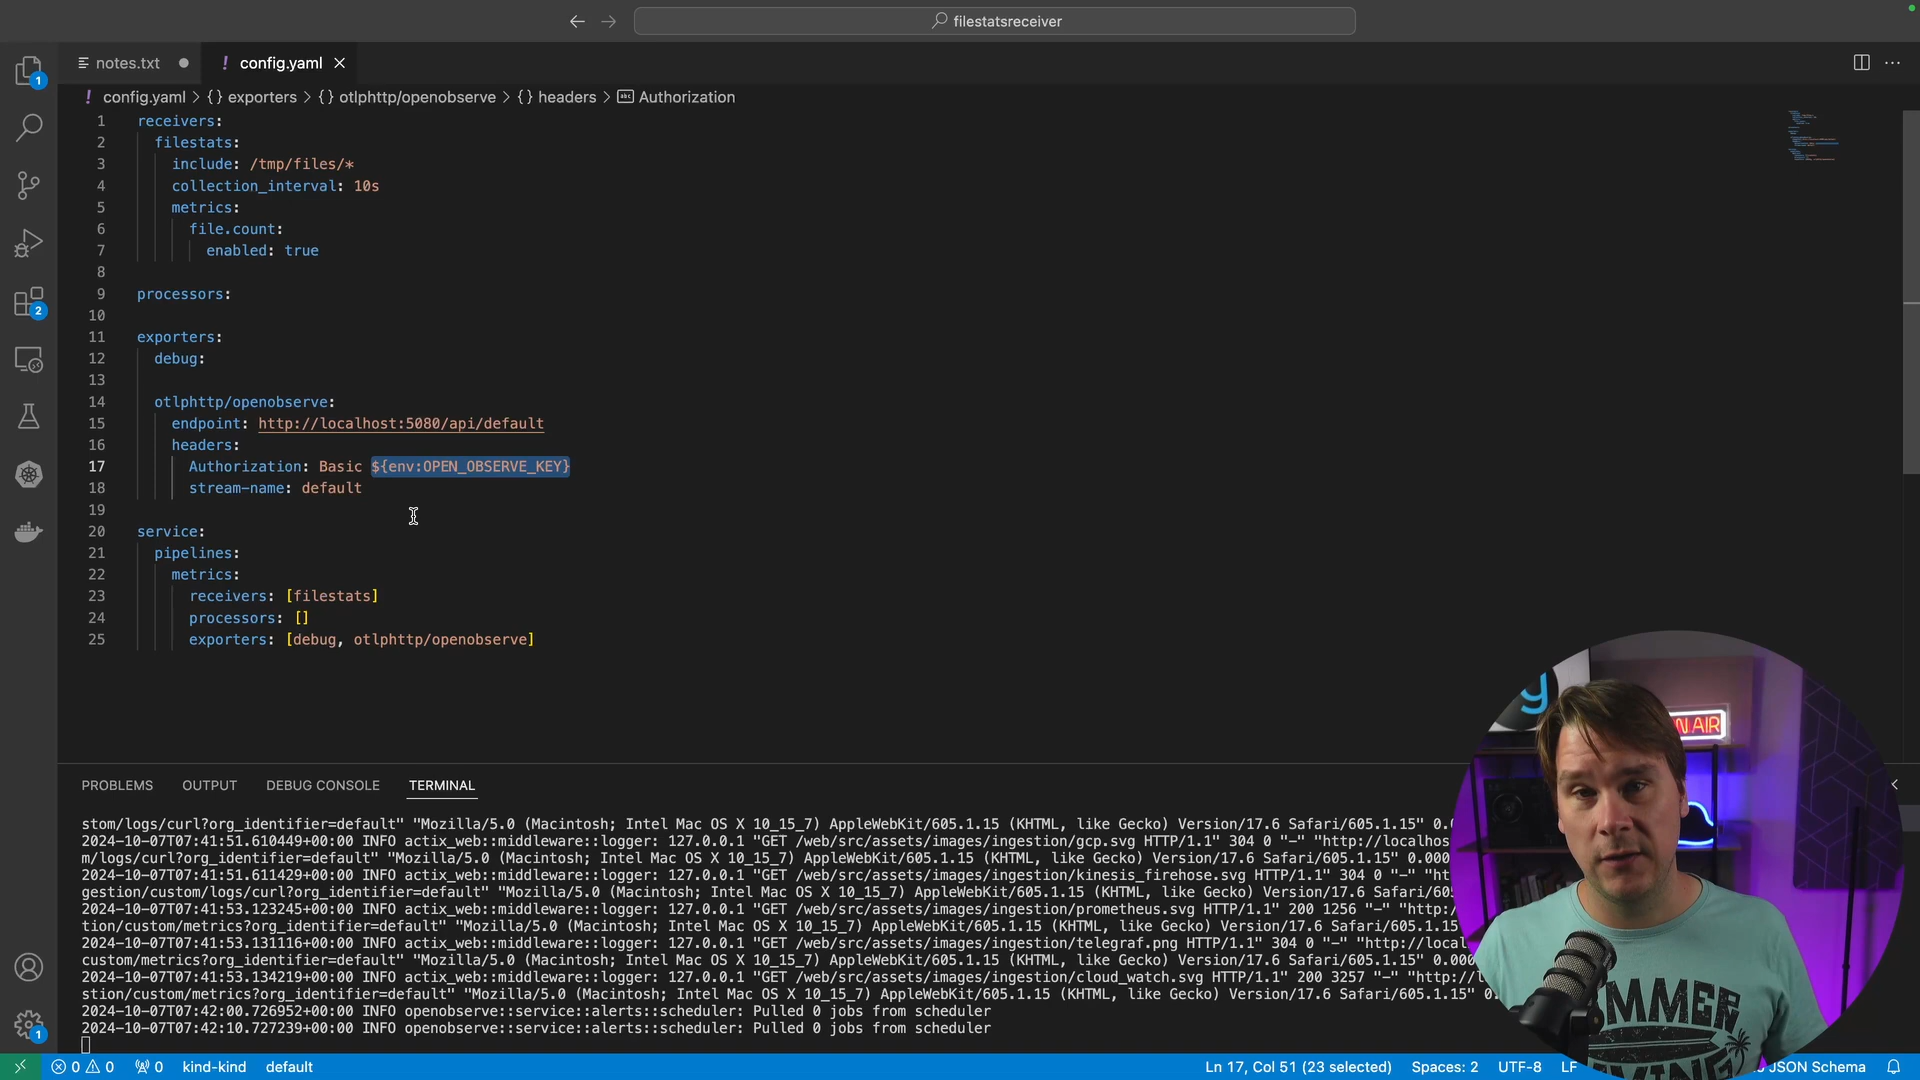 filestatsreceiver
notes.txt
config.yaml
config.yaml > {} exporters > {} otlphttp/openobserve > {} headers > Authorization
1 receivers:
2 filestats:
3 include: /tmp/files/*
4 collection_interval: 10s
5 metrics:
6 file.count:
7 enabled: true
8
9 processors:
10
11 exporters:
12 debug:
13
14 otlphttp/openobserve:
15 endpoint: http://localhost:5080/api/default
16 headers:
17 Authorization: Basic ${env:OPEN_OBSERVE_KEY}
18 stream-name: default
19
20 service:
21 pipelines:
22 metrics:
23 receivers: [filestats]
24 processors: []
25 exporters: [debug, otlphttp/openobserve]
1
2
1
PROBLEMS OUTPUT DEBUG CONSOLE TERMINAL
stom/logs/curl?org_identifier=default" "Mozilla/5.0 (Macintosh; Intel Mac OS X 10_15_7) AppleWebKit/605.1.15 (KHTML, like Gecko) Version/17.6 Safari/605.1.15" 0.0
2024-10-07T07:41:51.610449+00:00 INFO actix_web::middleware::logger: 127.0.0.1 "GET /web/src/assets/images/ingestion/gcp.svg HTTP/1.1" 304 0 "-" "http://localhos
m/logs/curl?org_identifier=default" "Mozilla/5.0 (Macintosh; Intel Mac OS X 10_15_7) AppleWebKit/605.1.15 (KHTML, like Gecko) Version/17.6 Safari/605.1.15" 0.000
2024-10-07T07:41:51.611429+00:00 INFO actix_web::middleware::logger: 127.0.0.1 "GET /web/src/assets/images/ingestion/kinesis_firehose.svg HTTP/1.1" 304 0 "-" "ht
gestion/custom/logs/curl?org_identifier=default" "Mozilla/5.0 (Macintosh; Intel Mac OS X 10_15_7) AppleWebKit/605.1.15 (KHTML, like Gecko) Version/17.6 Safari/60
2024-10-07T07:41:53.123245+00:00 INFO actix_web::middleware::logger: 127.0.0.1 "GET /web/src/assets/images/ingestion/prometheus.svg HTTP/1.1" 200 1256 "-" "http:/
tion/custom/metrics?org_identifier=default" "Mozilla/5.0 (Macintosh; Intel Mac OS X 10_15_7) AppleWebKit/605.1.15 (KHTML, like Gecko) Version/17.6 Safari/605.1.15
2024-10-07T07:41:53.131116+00:00 INFO actix_web::middleware::logger: 127.0.0.1 "GET /web/src/assets/images/ingestion/telegraf.png HTTP/1.1" 304 0 "-" "http://local
custom/metrics?org_identifier=default" "Mozilla/5.0 (Macintosh; Intel Mac OS X 10_15_7) AppleWebKit/605.1.15 (KHTML, like Gecko) Version/17.6 Safari/605.1.15" 0.000
2024-10-07T07:41:53.134219+00:00 INFO actix_web::middleware::logger: 127.0.0.1 "GET /web/src/assets/images/ingestion/cloud_watch.svg HTTP/1.1" 200 3257 "-" "http://l
stion/custom/metrics?org_identifier=default" "Mozilla/5.0 (Macintosh; Intel Mac OS X 10_15_7) AppleWebKit/605.1.15 (KHTML, like Gecko) Version/17.6 Safari/605.1.15" 0.
2024-10-07T07:42:00.726952+00:00 INFO openobserve::service::alerts::scheduler: Pulled 0 jobs from scheduler
2024-10-07T07:42:10.727239+00:00 INFO openobserve::service::alerts::scheduler: Pulled 0 jobs from scheduler
N AIR
UMMER
0 0 0 kind-kind default Ln 17, Col 51 (23 selected) Spaces: 2 UTF-8 LF JSON Schema